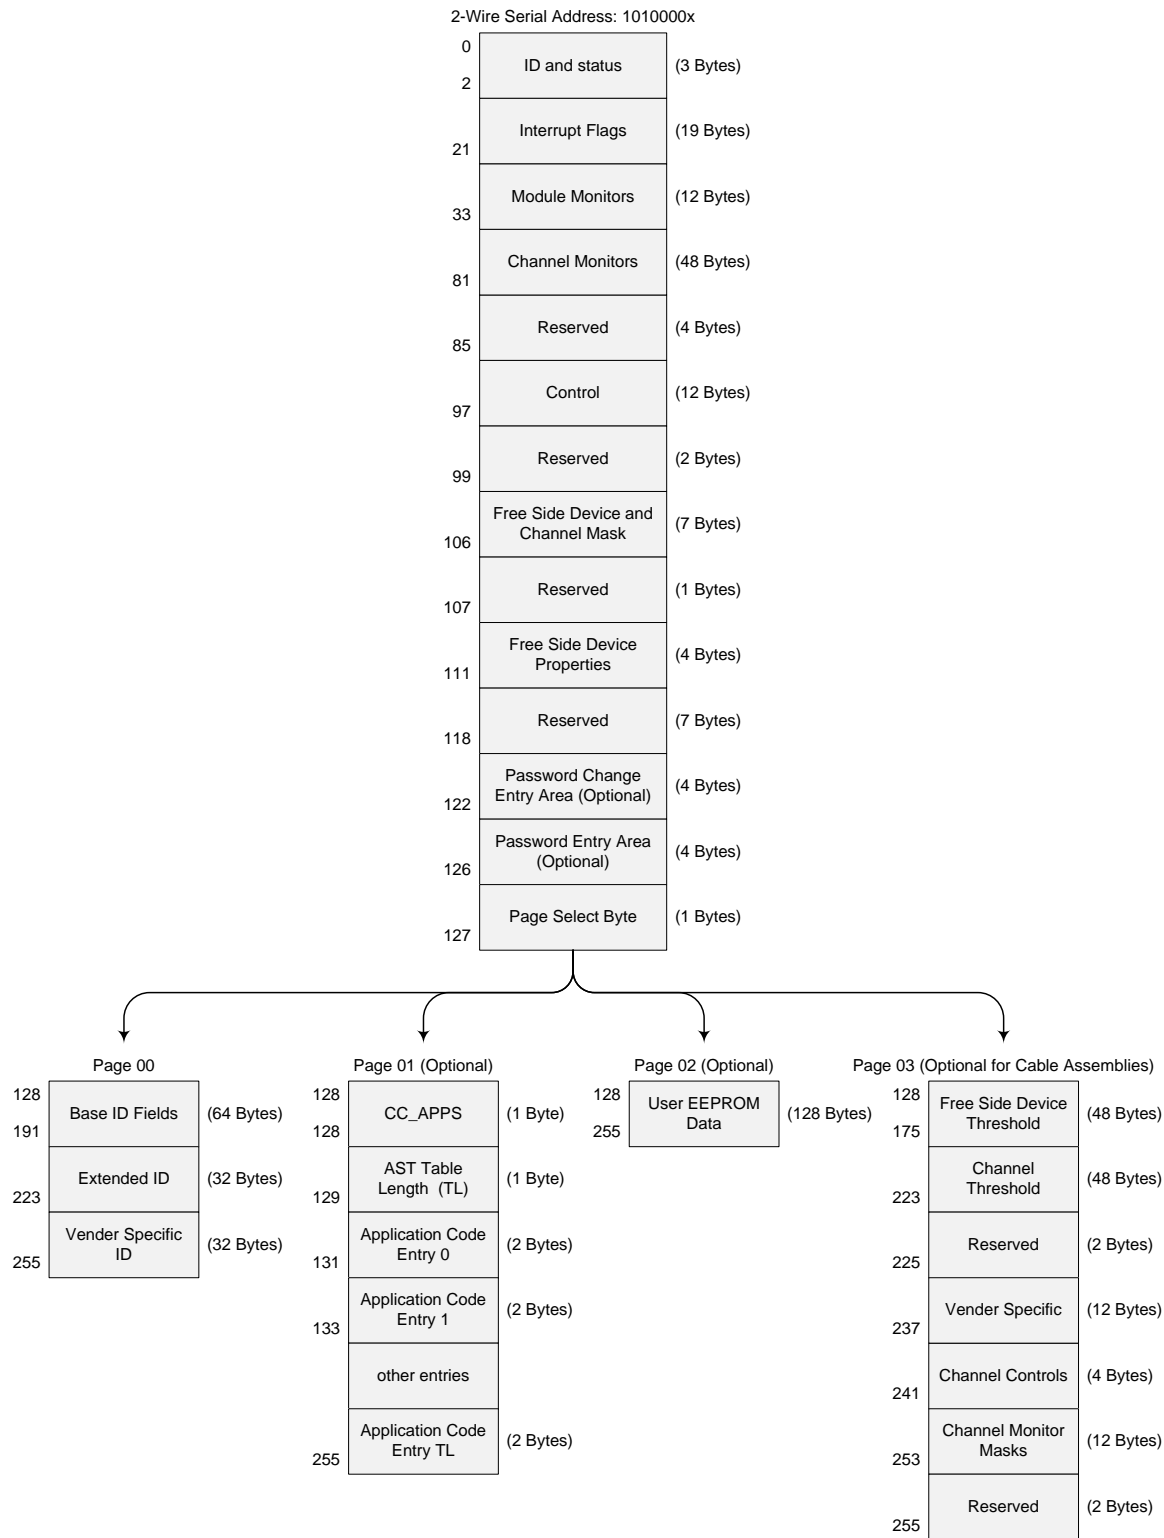 2-Wire Serial Address: 1010000x
0
ID and status
(3 Bytes)
2
Interrupt Flags
(19 Bytes)
21
Module Monitors
(12 Bytes)
33
Channel Monitors
(48 Bytes)
81
Reserved
(4 Bytes)
85
Control
(12 Bytes)
97
Reserved
(2 Bytes)
99
Free Side Device and
Channel Mask
(7 Bytes)
106
Reserved
(1 Bytes)
107
Free Side Device
Properties
(4 Bytes)
111
Reserved
(7 Bytes)
118
Password Change
Entry Area (Optional)
(4 Bytes)
122
Password Entry Area
(Optional)
(4 Bytes)
126
Page Select Byte
(1 Bytes)
127
Page 00
128
Base ID Fields
(64 Bytes)
191
Extended ID
(32 Bytes)
223
Vender Specific
ID
(32 Bytes)
255
Page 01 (Optional)
128
CC_APPS
(1 Byte)
128
AST Table
Length (TL)
(1 Byte)
129
Application Code
Entry 0
(2 Bytes)
131
Application Code
Entry 1
(2 Bytes)
133
other entries
Application Code
Entry TL
(2 Bytes)
255
Page 02 (Optional)
128
User EEPROM
Data
(128 Bytes)
255
Page 03 (Optional for Cable Assemblies)
128
Free Side Device
Threshold
(48 Bytes)
175
Channel
Threshold
(48 Bytes)
223
Reserved
(2 Bytes)
225
Vender Specific
(12 Bytes)
237
Channel Controls
(4 Bytes)
241
Channel Monitor
Masks
(12 Bytes)
253
Reserved
(2 Bytes)
255